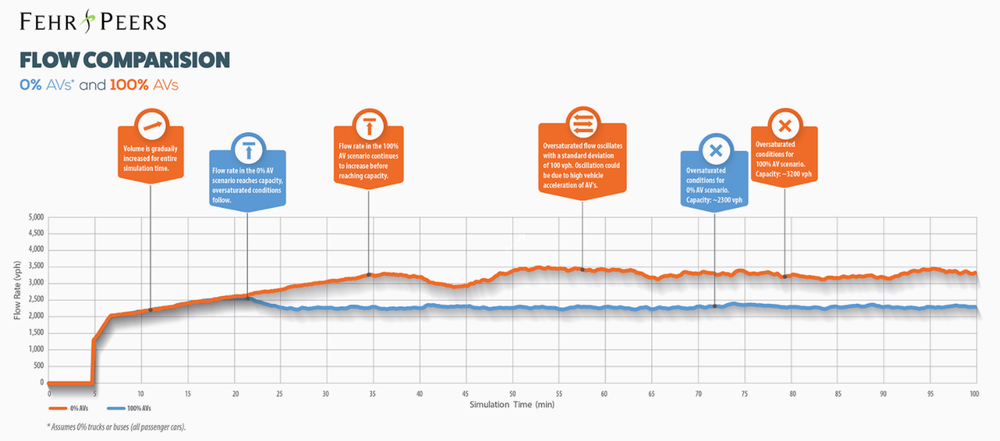 FEHR PEERS
FLOW COMPARISION
0% AVs* and 100% AVs
Volume is gradually
increased for entire
simulation time.
Flow rate in the 0% AV
scenario reaches capacity,
oversaturated conditions
follow.
Flow rate in the 100%
AV scenario continues
to increase before
reaching capacity.
Oversaturated flow oscillates
with a standard deviation
of 100 vph. Oscillation could
be due to high vehicle
acceleration of AV's.
Oversaturated
conditions for
0% AV scenario.
Capacity: ~2300 vph
Oversaturated
conditions for
100% AV scenario.
Capacity: ~3200 vph
Flow Rate (vph)
5,000
4,500
4,000
3,500
3,000
2,500
2,000
1,500
1,000
500
0
0 5 10 15 20 25 30 35 40 45 50 55 60 65 70 75 80 85 90 95 100
Simulation Time (min)
0% AVs 100% AVs
* Assumes 0% trucks or buses (all passenger cars).